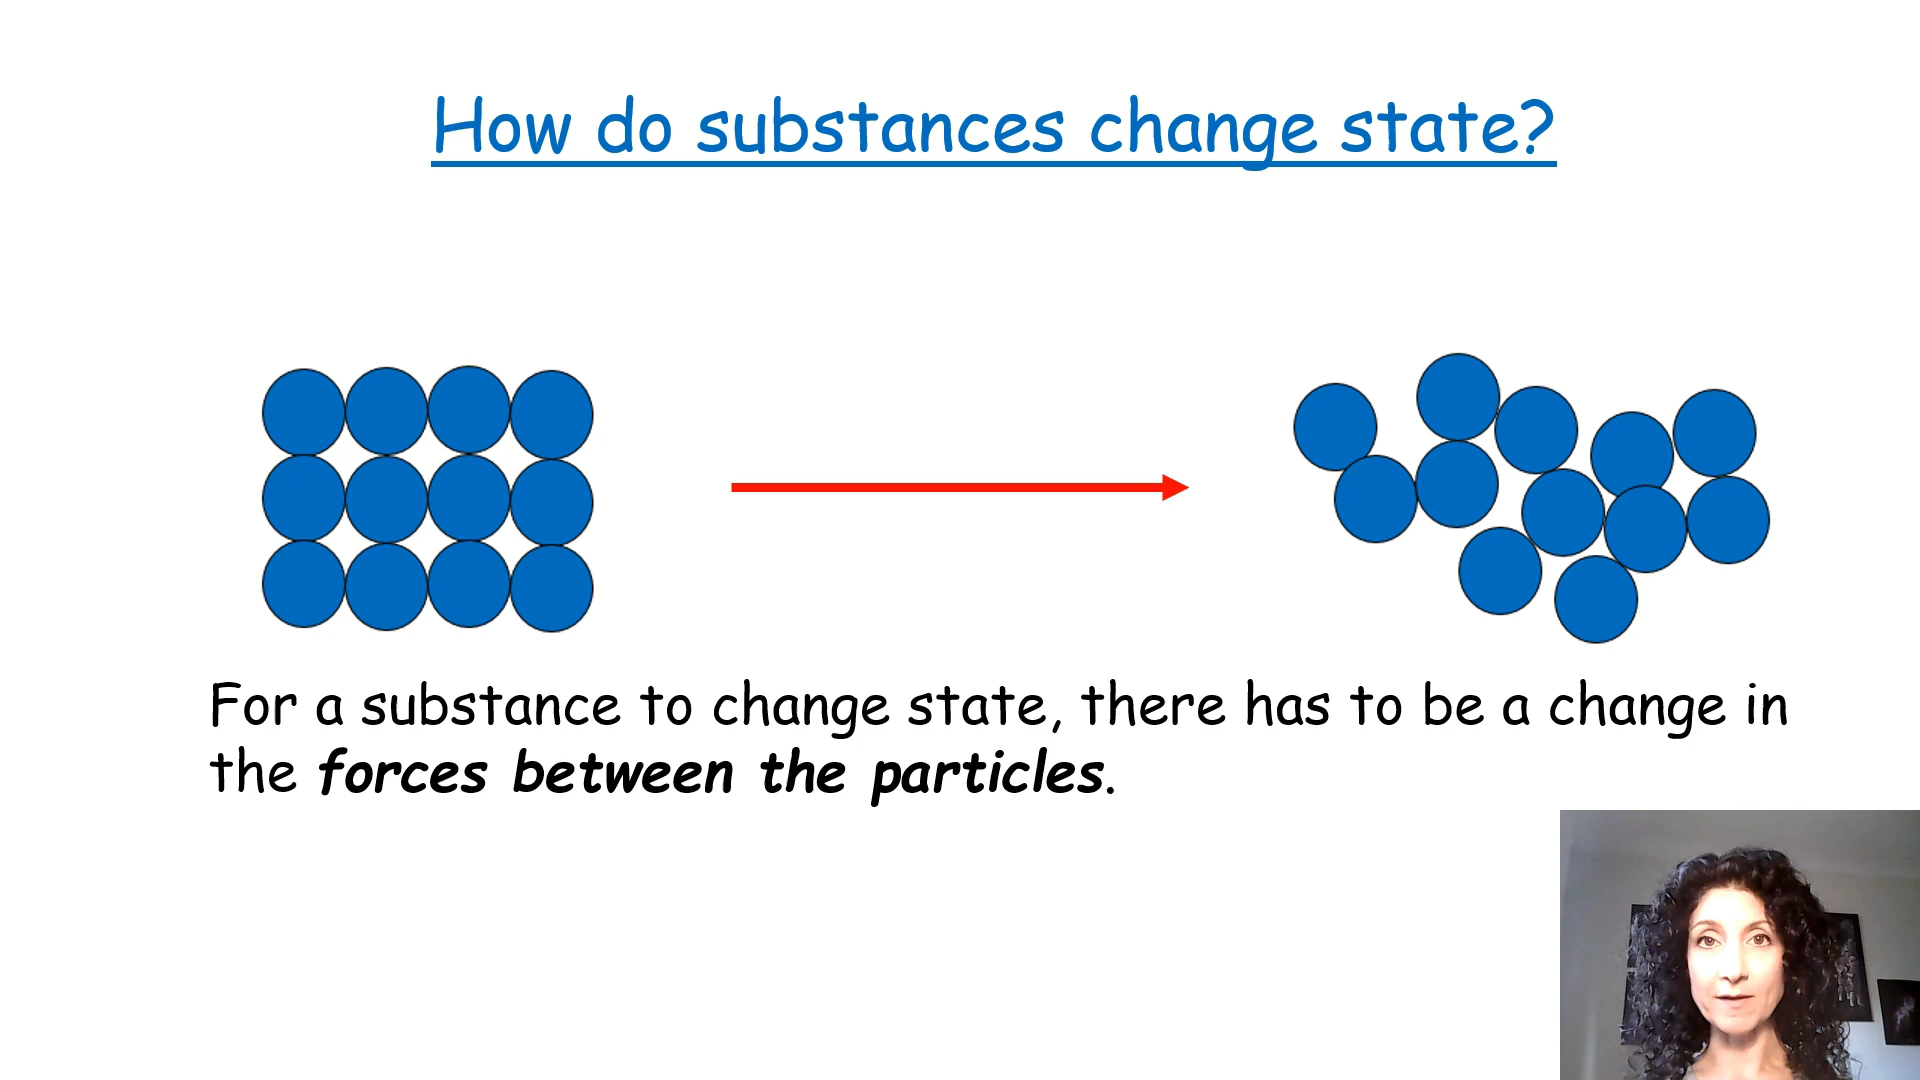 How do substances change state?
For a substance to change state, there has to be a change in
the forces between the particles.